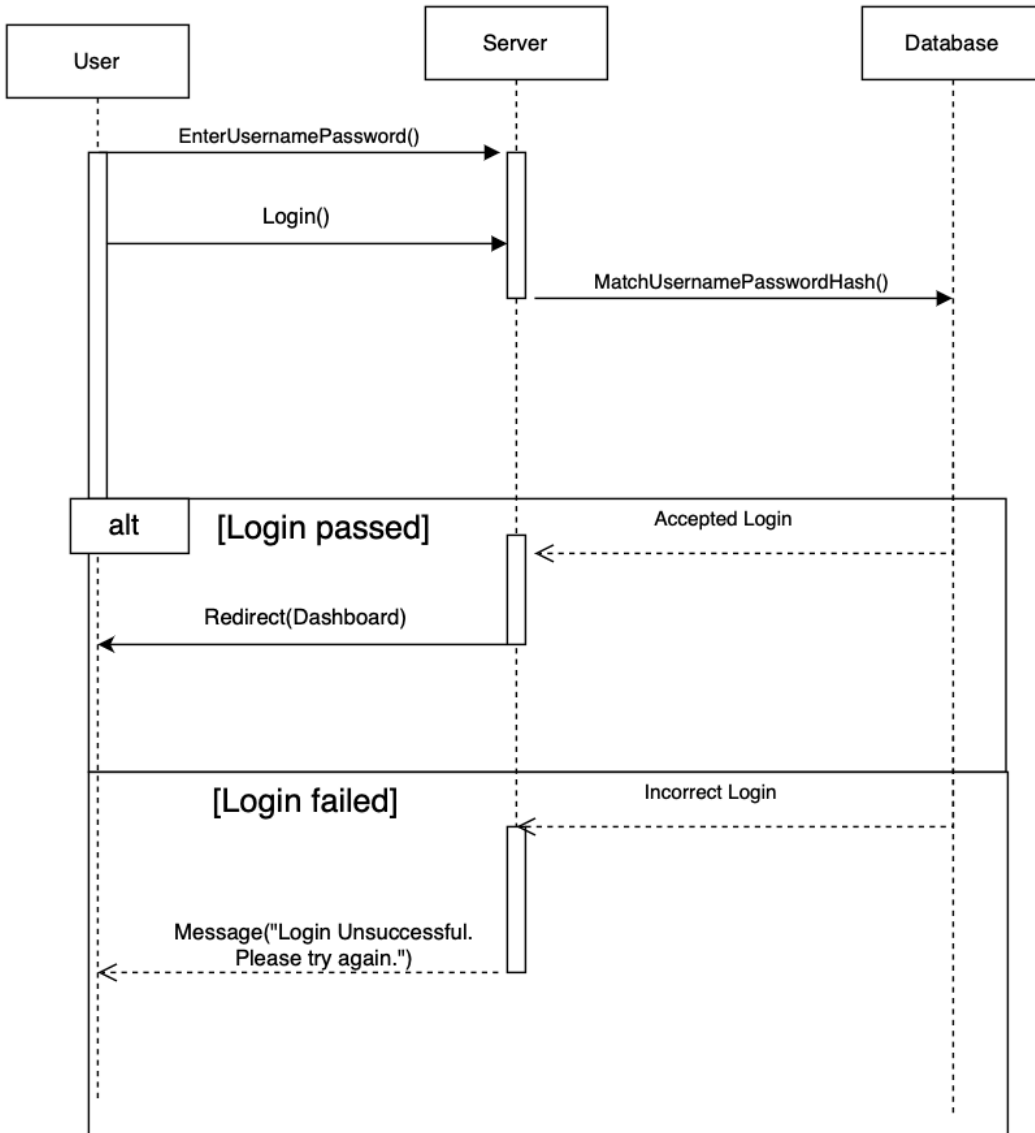 User
Server
Database
EnterUsernamePassword()
Login()
MatchUsernamePasswordHash()
alt
[Login passed]
Accepted Login
Redirect(Dashboard)
[Login failed]
Incorrect Login
Message("Login Unsuccessful.
Please try again.")